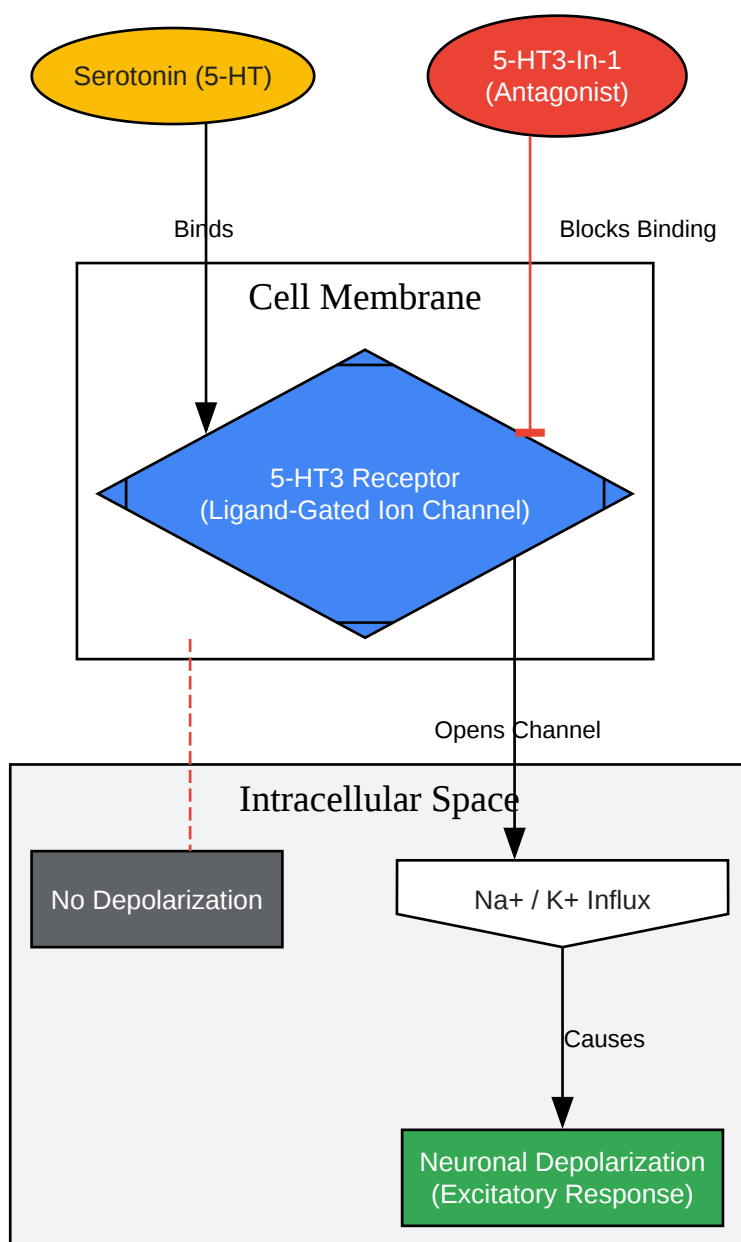 Serotonin (5-HT)
5-HT3-In-1
(Antagonist)
Binds
Blocks Binding
Cell Membrane
5-HT3 Receptor
(Ligand-Gated Ion Channel)
Opens Channel
Intracellular Space
No Depolarization
Na+ / K+ Influx
Causes
Neuronal Depolarization
(Excitatory Response)